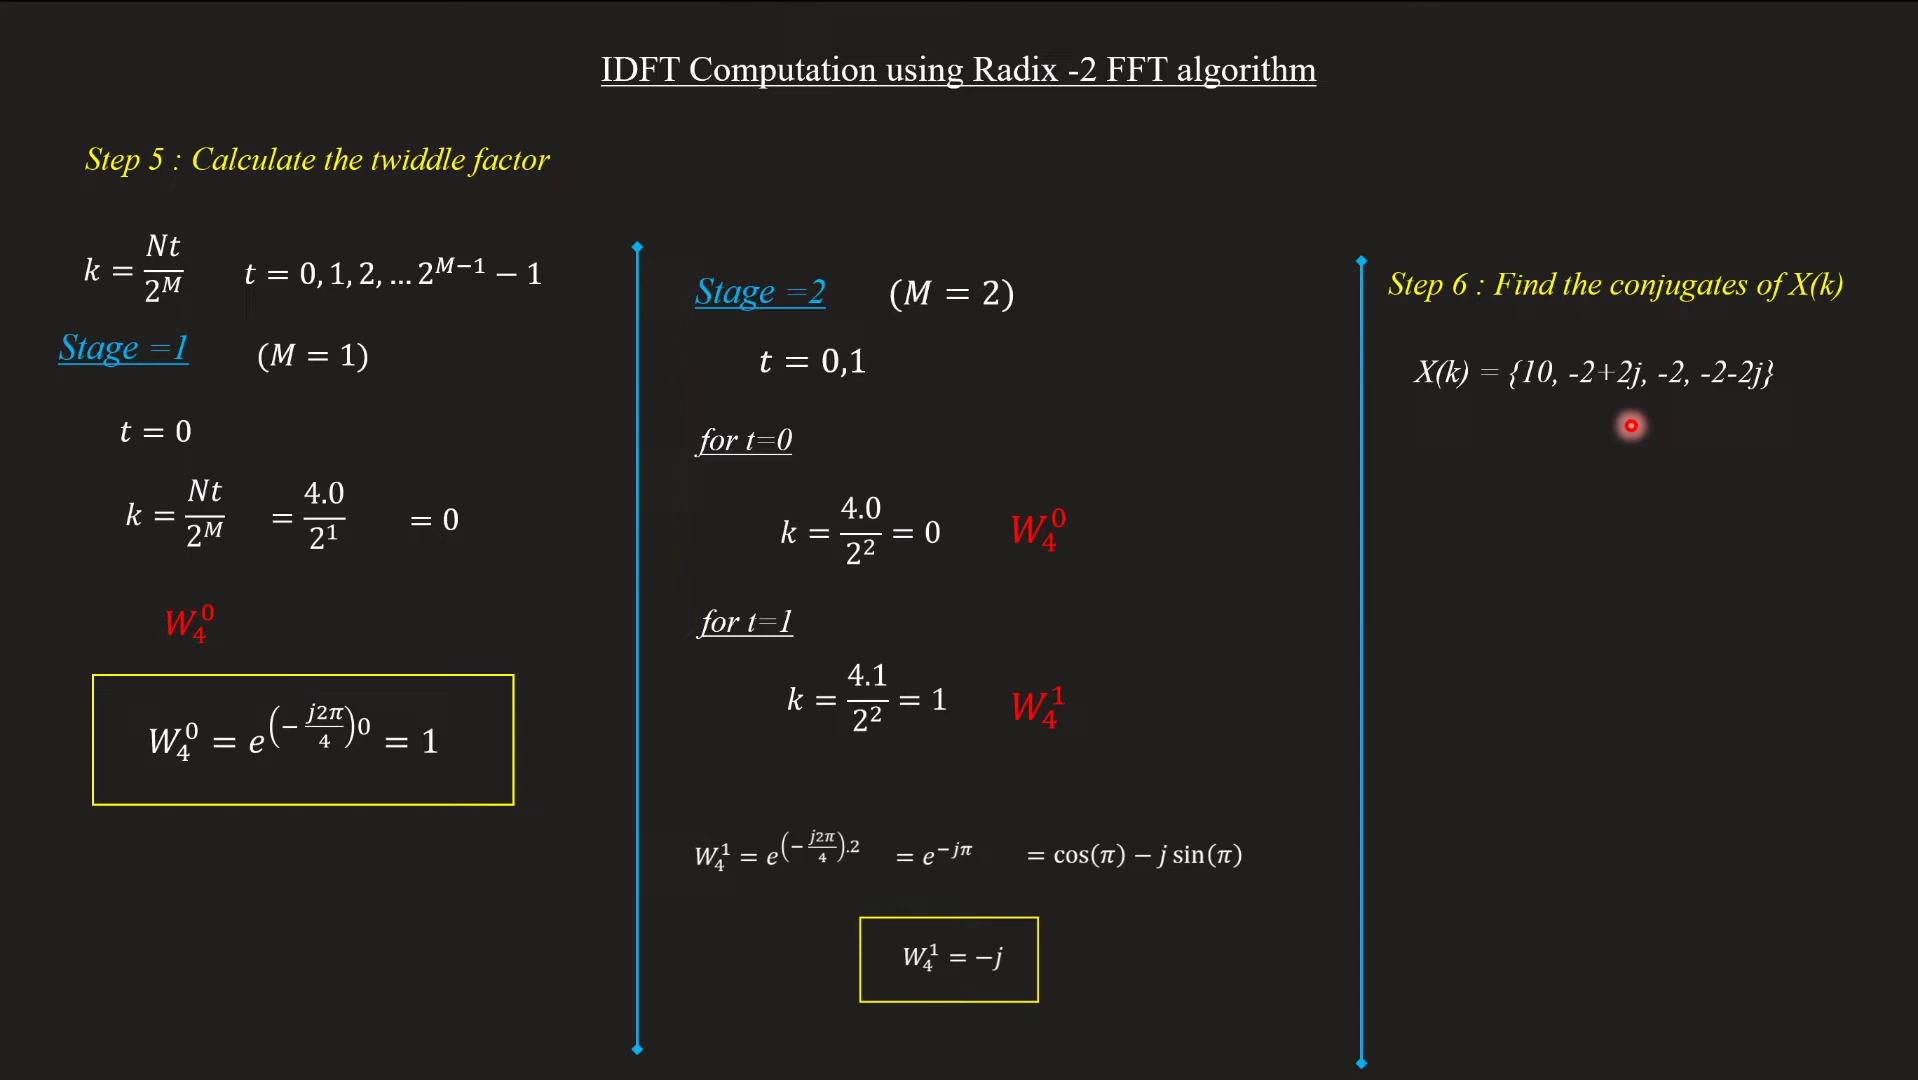 IDFT Computation using Radix -2 FFT algorithm
Step 5 : Calculate the twiddle factor
k = Nt/2^M   t = 0, 1, 2, … 2^{M−1} − 1
Stage =1   (M = 1)
t = 0
k = Nt/2^M   = 4.0/2^1   = 0
W_4^0
W_4^0 = e^{(− j2π/4)0} = 1
Stage =2   (M = 2)
t = 0,1
for t=0
k = 4.0/2^2 = 0   W_4^0
for t=1
k = 4.1/2^2 = 1   W_4^1
W_4^1 = e^{(− j2π/4).2}   = e^{−jπ}   = cos(π) − j sin(π)
W_4^1 = −j
Step 6 : Find the conjugates of X(k)
X(k) = {10, -2+2j, -2, -2-2j}